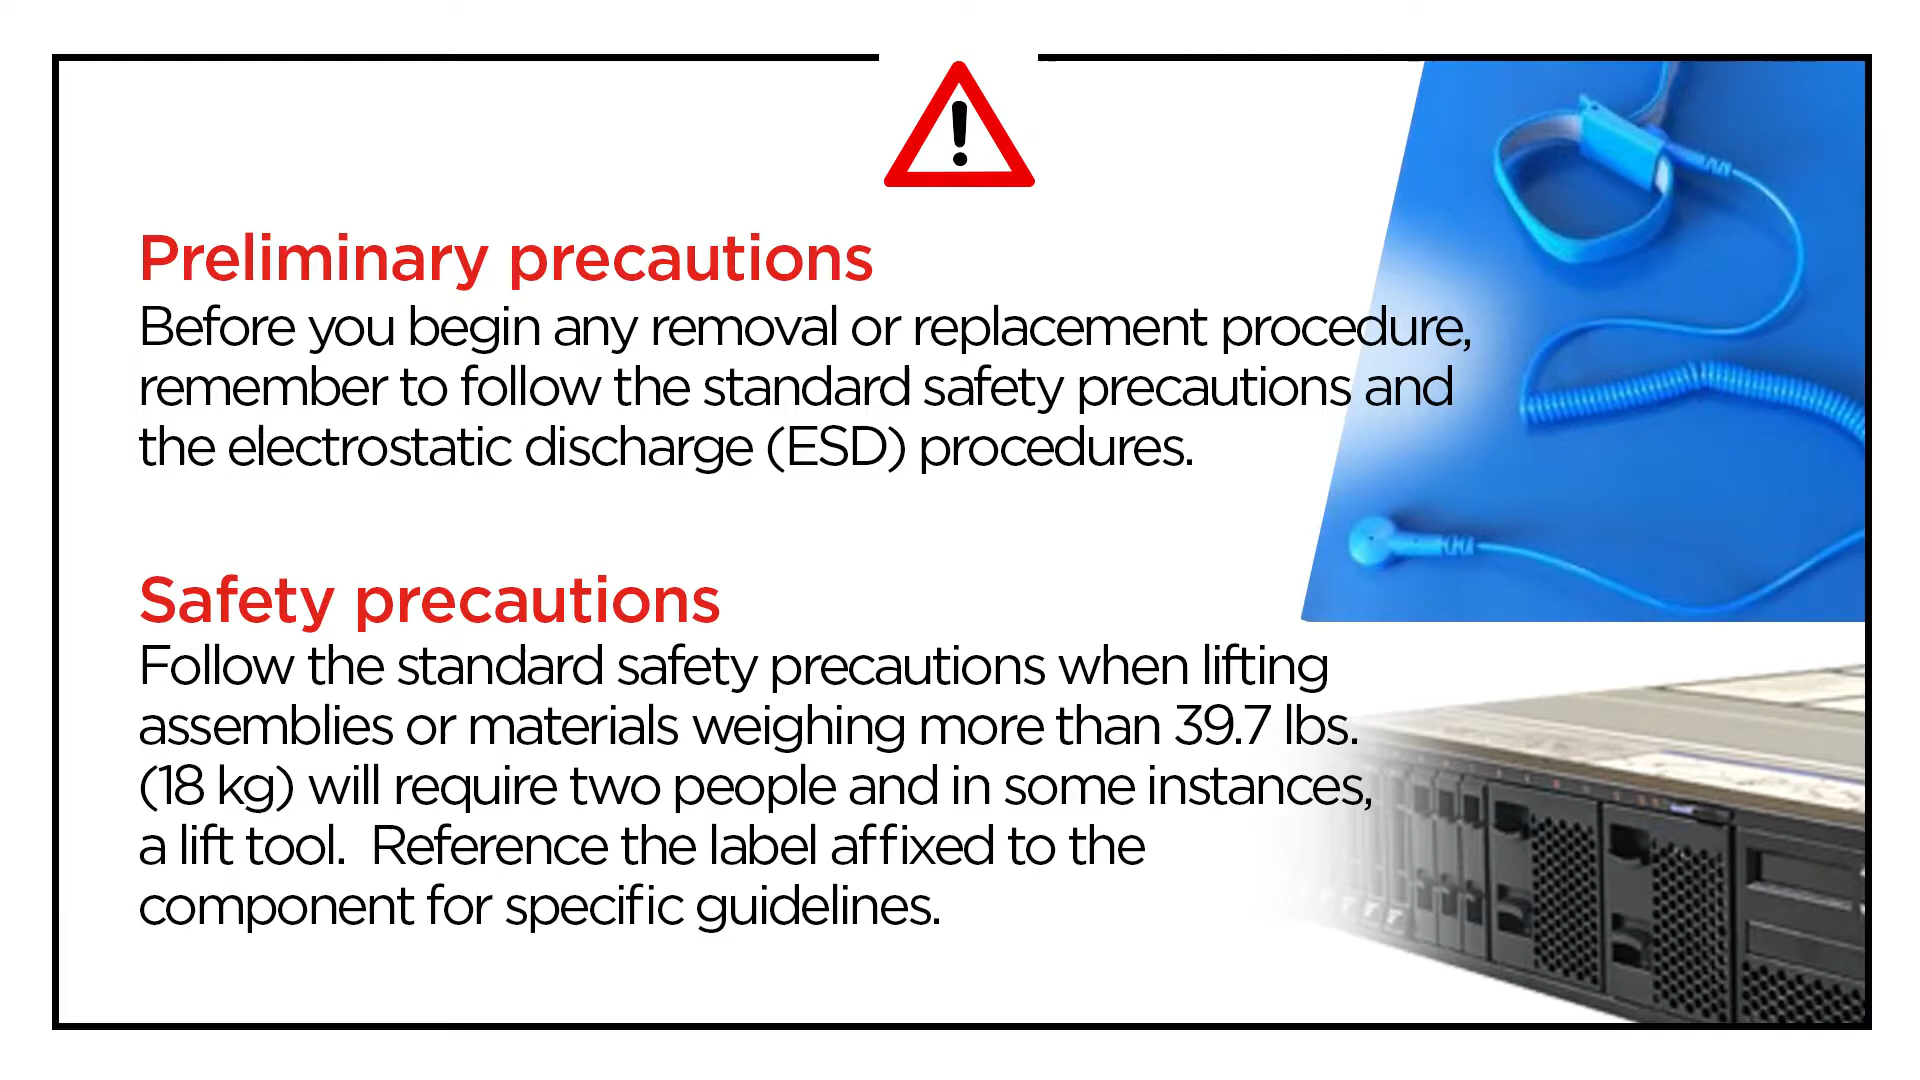 Preliminary precautions
Before you begin any removal or replacement procedure,
remember to follow the standard safety precautions and
the electrostatic discharge (ESD) procedures.
Safety precautions
Follow the standard safety precautions when lifting
assemblies or materials weighing more than 39.7 lbs.
(18 kg) will require two people and in some instances,
a lift tool.  Reference the label affixed to the
component for specific guidelines.